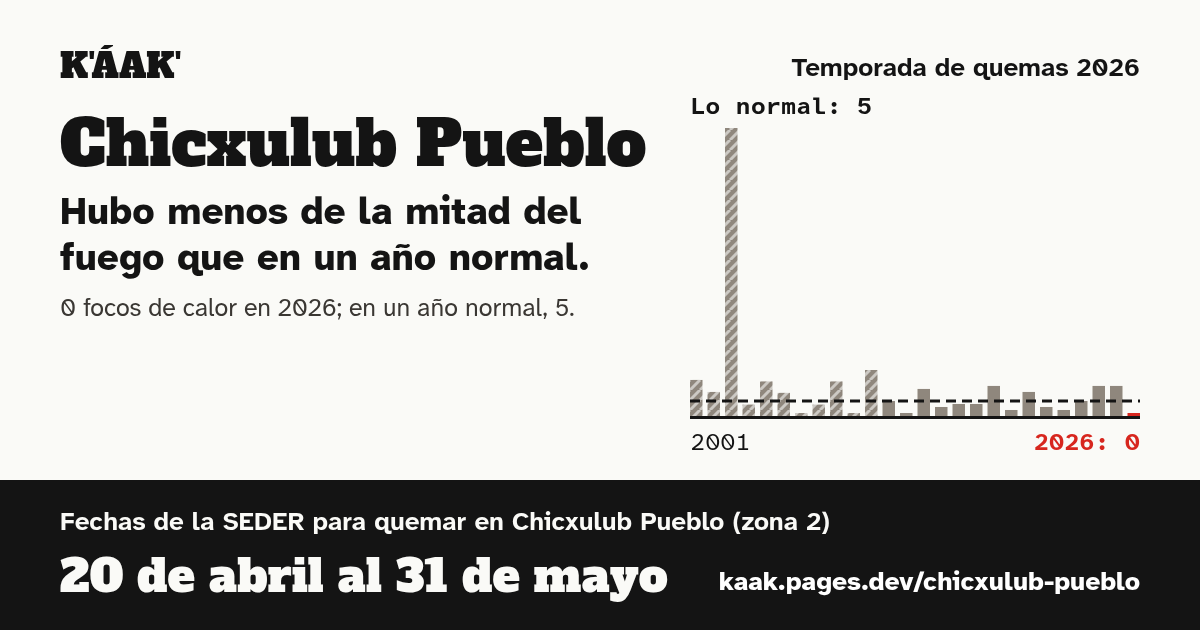 K'ÁAK'
Temporada de quemas 2026
Lo normal: 5
Chicxulub Pueblo
Hubo menos de la mitad del
fuego que en un año normal.
0 focos de calor en 2026; en un año normal, 5.
2001
2026: 0
Fechas de la SEDER para quemar en Chicxulub Pueblo (zona 2)
20 de abril al 31 de mayo
kaak.pages.dev/chicxulub-pueblo